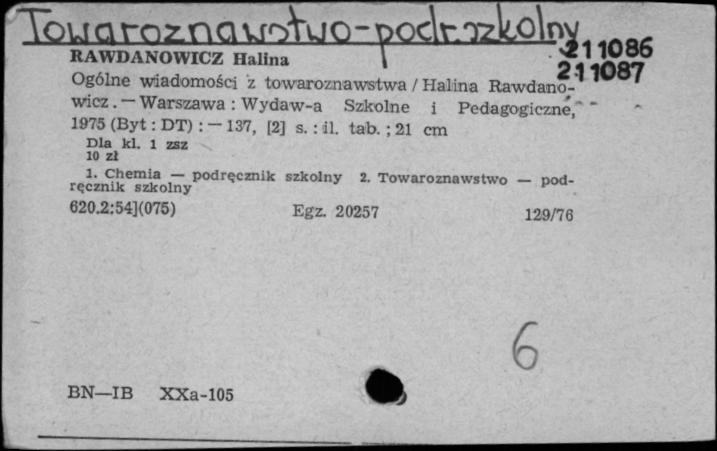 Towaroznawstwo-podr.szkolny
211086
RAWDANOWICZ Halina
211087
Ogólne wiadomości z towaroznawstwa / Halina Rawdano-
wicz. — Warszawa : Wydaw-a Szkolne i Pedagogiczne,
1975 (Byt : DT) : — 137, [2] s. : il. tab. ; 21 cm
Dla kl. 1 zsz
10 zł
1. Chemia — podręcznik szkolny 2. Towaroznawstwo — pod-
ręcznik szkolny
620.2:54](075) Egz. 20257 129/76
6
BN—IB XXa-105